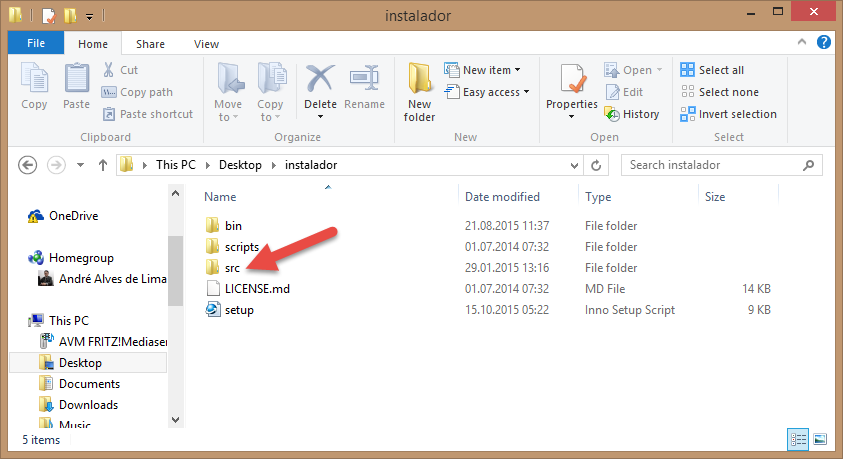 instalador
File Home Share View
Copy
Paste
Cut
Copy path
Paste shortcut
Clipboard
Move to
Copy to
Delete
Rename
Organize
New folder
New item
Easy access
New
Properties
Open
Edit
History
Open
Select all
Select none
Invert selection
Select
This PC Desktop instalador
Search instalador
OneDrive
Homegroup
André Alves de Lima
This PC
AVM FRITZ!Mediaser
Desktop
Documents
Downloads
Music
Name Date modified Type Size
bin 21.08.2015 11:37 File folder
scripts 01.07.2014 07:32 File folder
src 29.01.2015 13:16 File folder
LICENSE.md 01.07.2014 07:32 MD File 14 KB
setup 15.10.2015 05:22 Inno Setup Script 9 KB
5 items